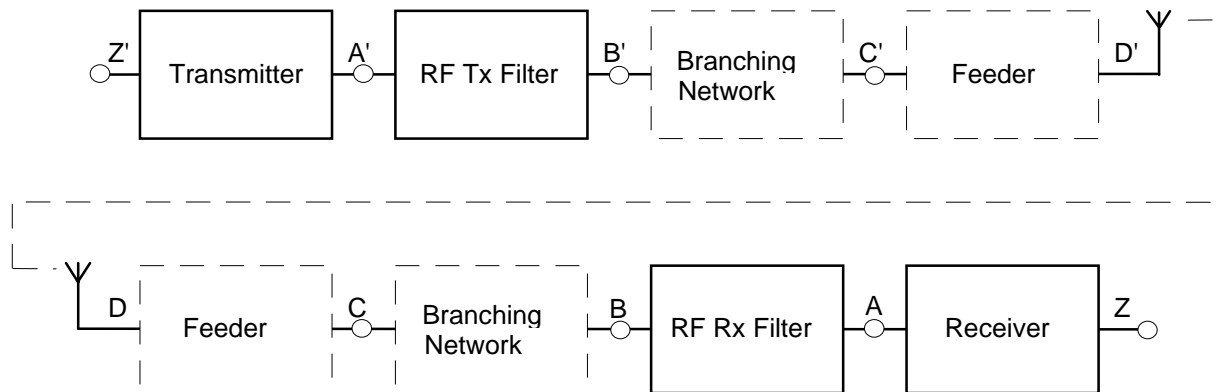 Z' Transmitter A' RF Tx Filter B' Branching Network C' Feeder D'
D Feeder C Branching Network B RF Rx Filter A Receiver Z